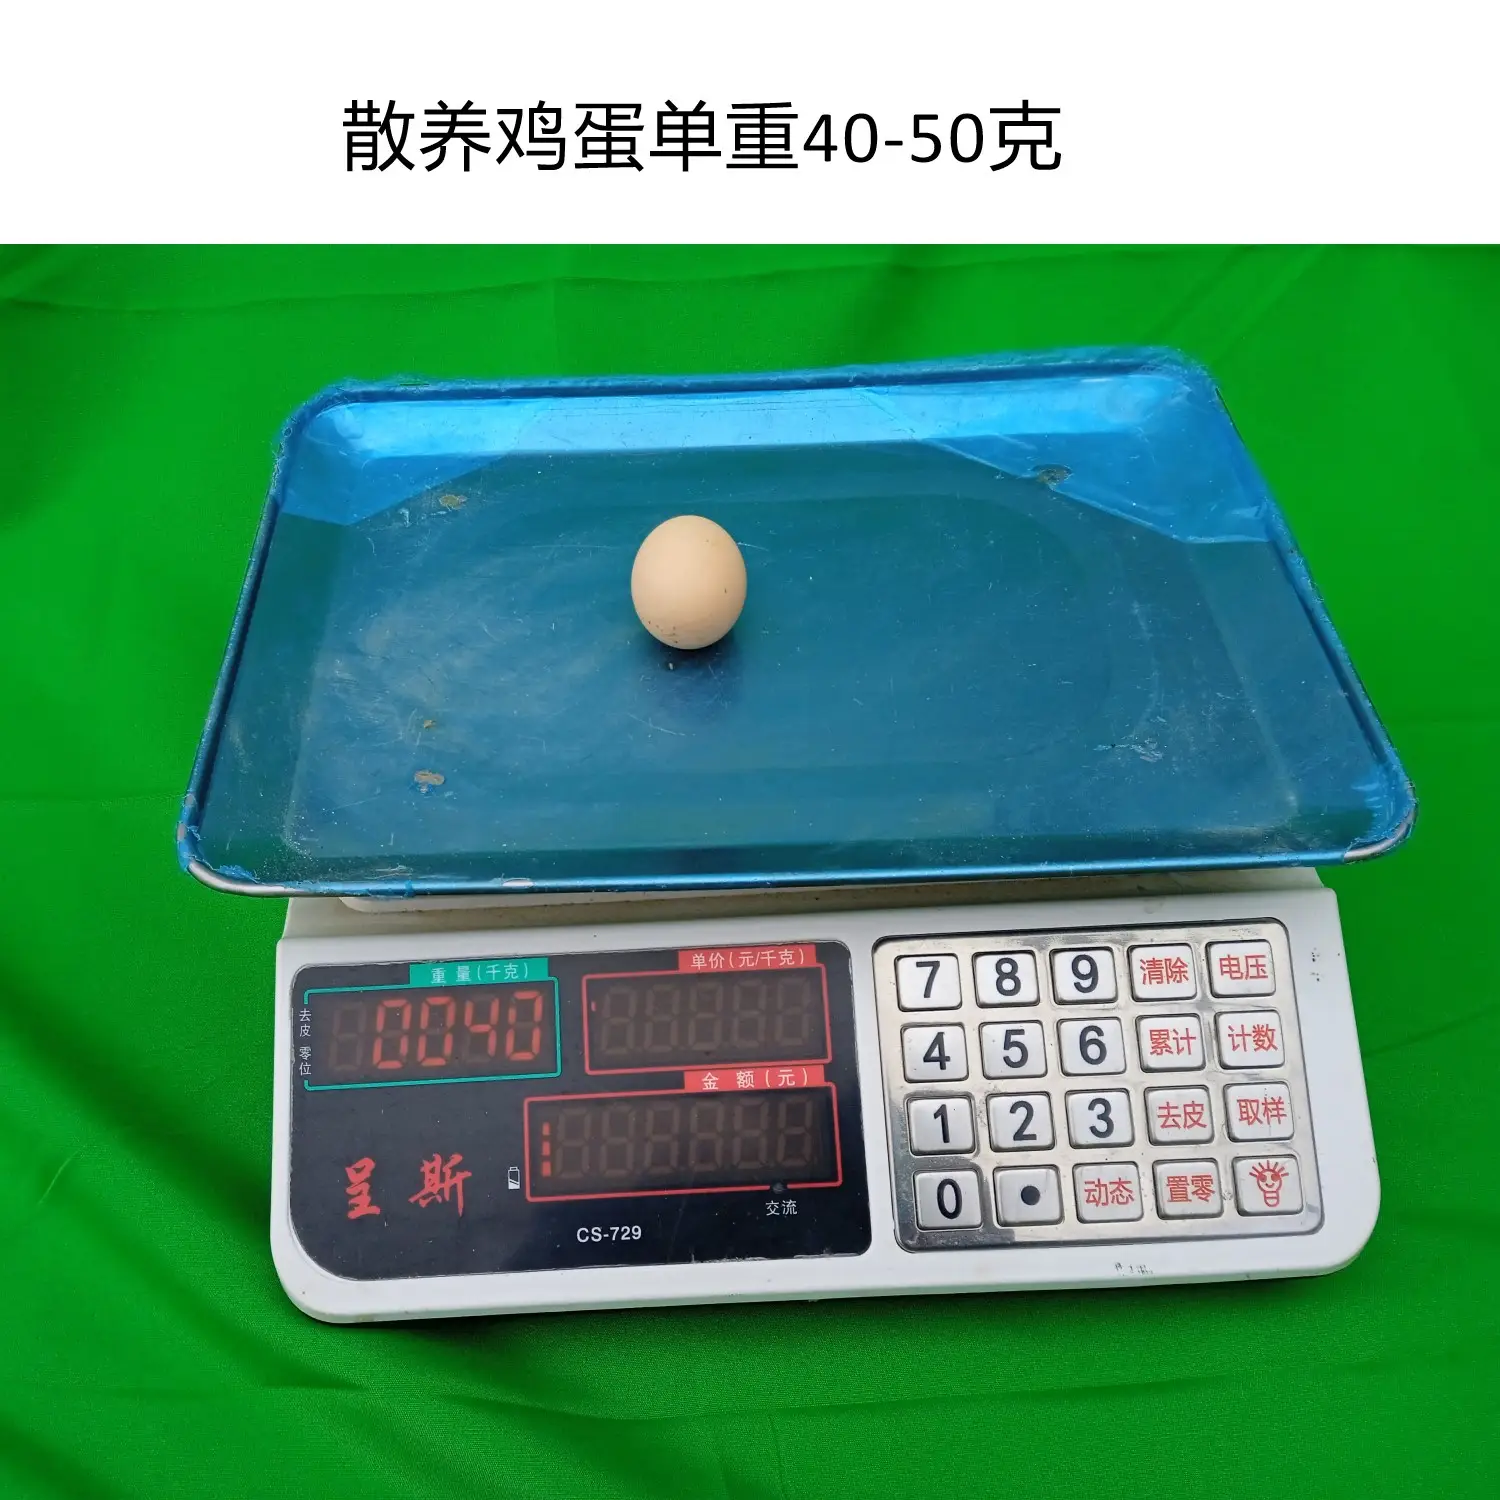 散养鸡蛋单重40-50克
重量(千克)
单价(元/千克)
去皮
零位
0040
金额(元)
呈斯
CS-729
交流
7 8 9 清除 电压
4 5 6 累计 计数
1 2 3 去皮 取样
0 • 动态 置零